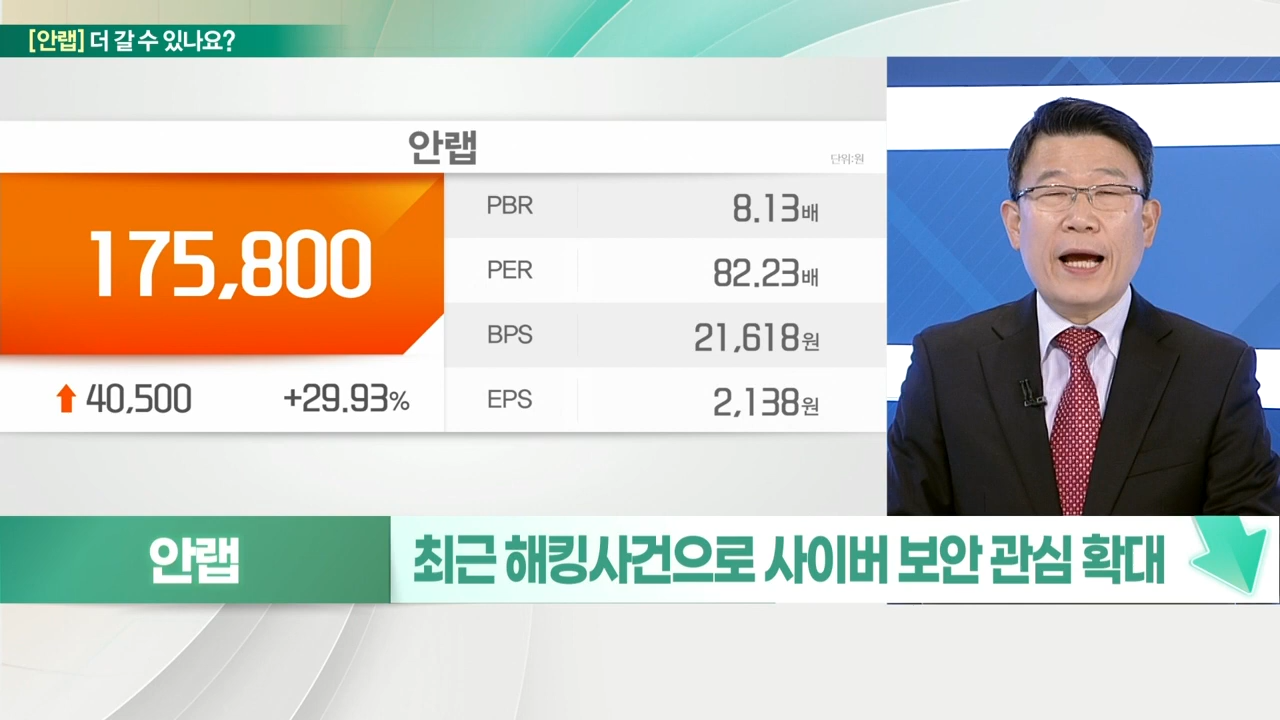 [안랩] 더 갈 수 있나요?
안랩
단위:원
175,800
40,500 +29.93%
PBR 8.13배
PER 82.23배
BPS 21,618원
EPS 2,138원
안랩 최근 해킹사건으로 사이버 보안 관심 확대